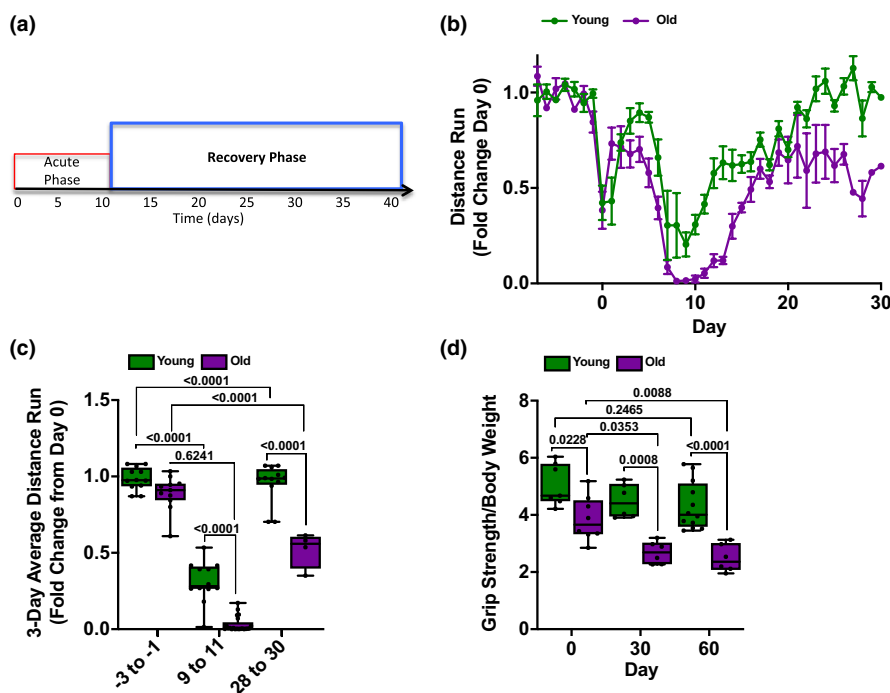 (a)
Acute
Phase
Recovery Phase
0 5 10 15 20 25 30 35 40
Time (days)
(b)
Young Old
Distance Run
(Fold Change Day 0)
1.0
0.5
0.0
0 10 20 30
Day
(c)
Young Old
3-Day Average Distance Run
(Fold Change from Day 0)
1.5
1.0
0.5
0.0
<0.0001
<0.0001
<0.0001
0.6241
<0.0001
<0.0001
-3 to -1
9 to 11
28 to 30
(d)
Young Old
Grip Strength/Body Weight
8
6
4
2
0
0.0088
0.2465
0.0353
0.0228
0.0008
<0.0001
0 30 60
Day